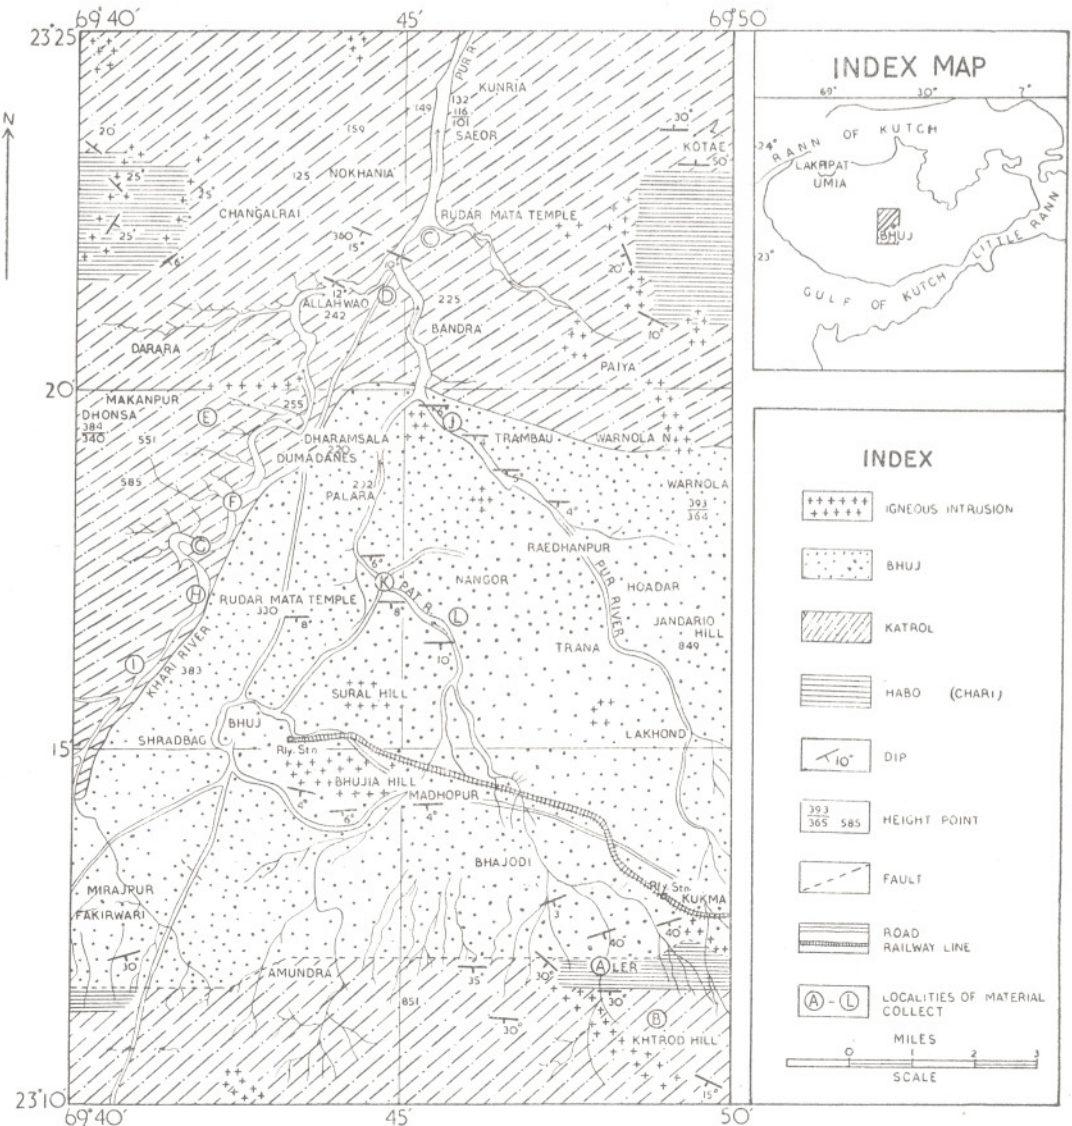 69°40'
45'
69°50'
23°25
N
PUR R.
KUNRIA
149
132
116
101
SAEOR
159
30°
KOTAE
50°
20°
25°
25°
125
NOKHANIA
CHANGALRAI
25'
RUDAR MATA TEMPLE
360
15°
C
20°
12°
D
ALLAHWAO
242
225
BANDRA
10°
DARARA
PAIYA
20'
MAKANPUR
DHONSA
384
340
551
255
E
J
DHARAMSALA
220
TRAMBAU
WARNOLA N.
DUMADANES
585
232
PALARA
5°
WARNOLA
393
364
F
4°
G
RAEDHANPUR
6°
K
PAT R.
NANGOR
HOADAR
H
RUDAR MATA TEMPLE
330
8
8°
L
PUR RIVER
JANDARIO
HILL
849
10
TRANA
I
KHARI RIVER
383
SURAL HILL
BHUJ
LAKHOND
SHRADBAG
15'
Rly. Stn
BHUJIA HILL
MADHOPUR
BHAJODI
Rly. Stn
KUKMA
MIRAJPUR
FAKIRWARI
3
40°
40°
30
AMUNDRA
35°
30°
A LER
30°
851
30°
B
KHTROD HILL
15°
23°10
69°40'
45
50'
INDEX MAP
69°
30'
7°
24°
RANN OF KUTCH
LAKHPAT
UMIA
BHUJ
23°
LITTLE RANN
GULF OF KUTCH
INDEX
IGNEOUS INTRUSION
BHUJ
KATROL
HABO (CHARI)
10°
DIP
393
365 585
HEIGHT POINT
FAULT
ROAD
RAILWAY LINE
A - L
LOCALITIES OF MATERIAL
COLLECT
MILES
0 1 2 3
SCALE